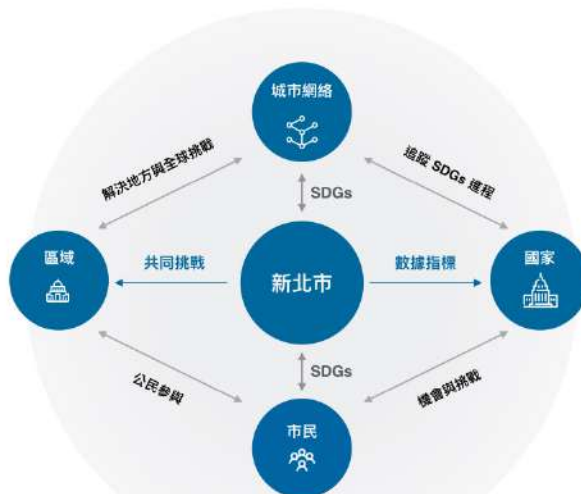 城市網絡
解決地方與全球挑戰
追蹤 SDGs 進程
SDGs
區域
共同挑戰
新北市
數據指標
國家
SDGs
公民參與
機會與挑戰
市民